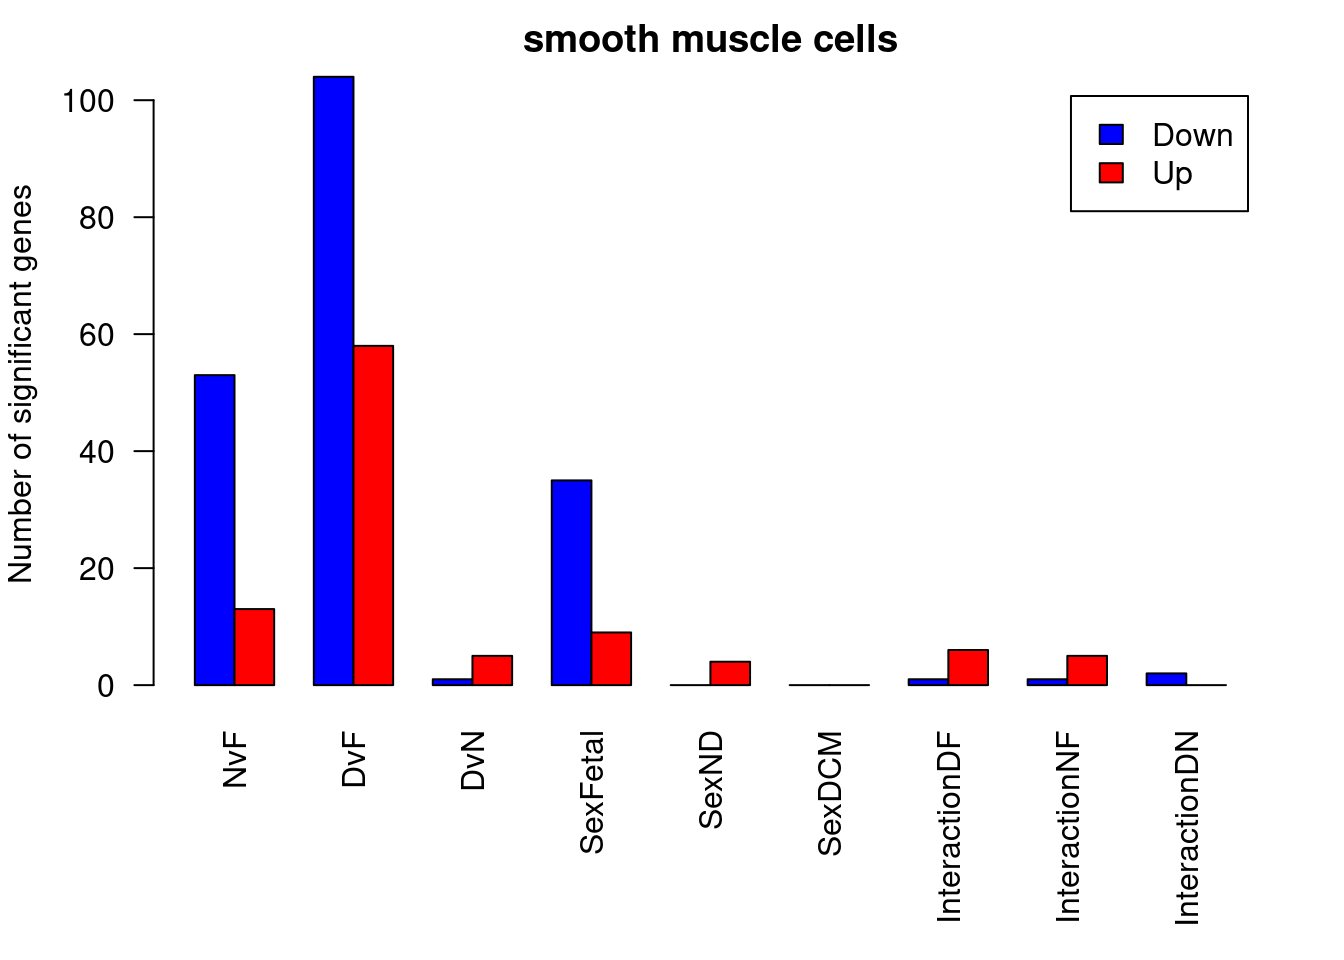 smooth muscle cells
Number of significant genes
100
80
60
40
20
0
Down
Up
NvF
DvF
DvN
SexFetal
SexND
SexDCM
InteractionDF
InteractionNF
InteractionDN